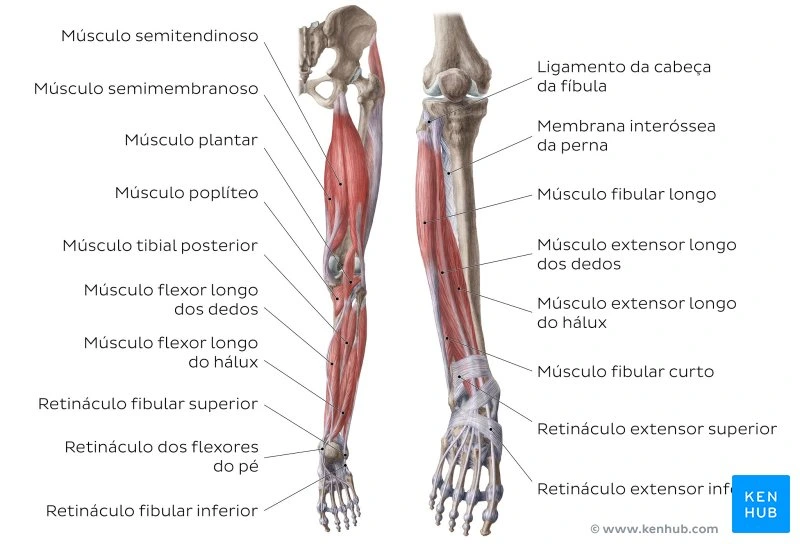 Músculo semitendinoso
Músculo semimembranoso
Músculo plantar
Músculo poplíteo
Músculo tibial posterior
Músculo flexor longo
dos dedos
Músculo flexor longo
do hálux
Retináculo fibular superior
Retináculo dos flexores
do pé
Retináculo fibular inferior
Ligamento da cabeça
da fíbula
Membrana interóssea
da perna
Músculo fibular longo
Músculo extensor longo
dos dedos
Músculo extensor longo
do hálux
Músculo fibular curto
Retináculo extensor superior
Retináculo extensor
KEN
HUB
© www.kenhub.com